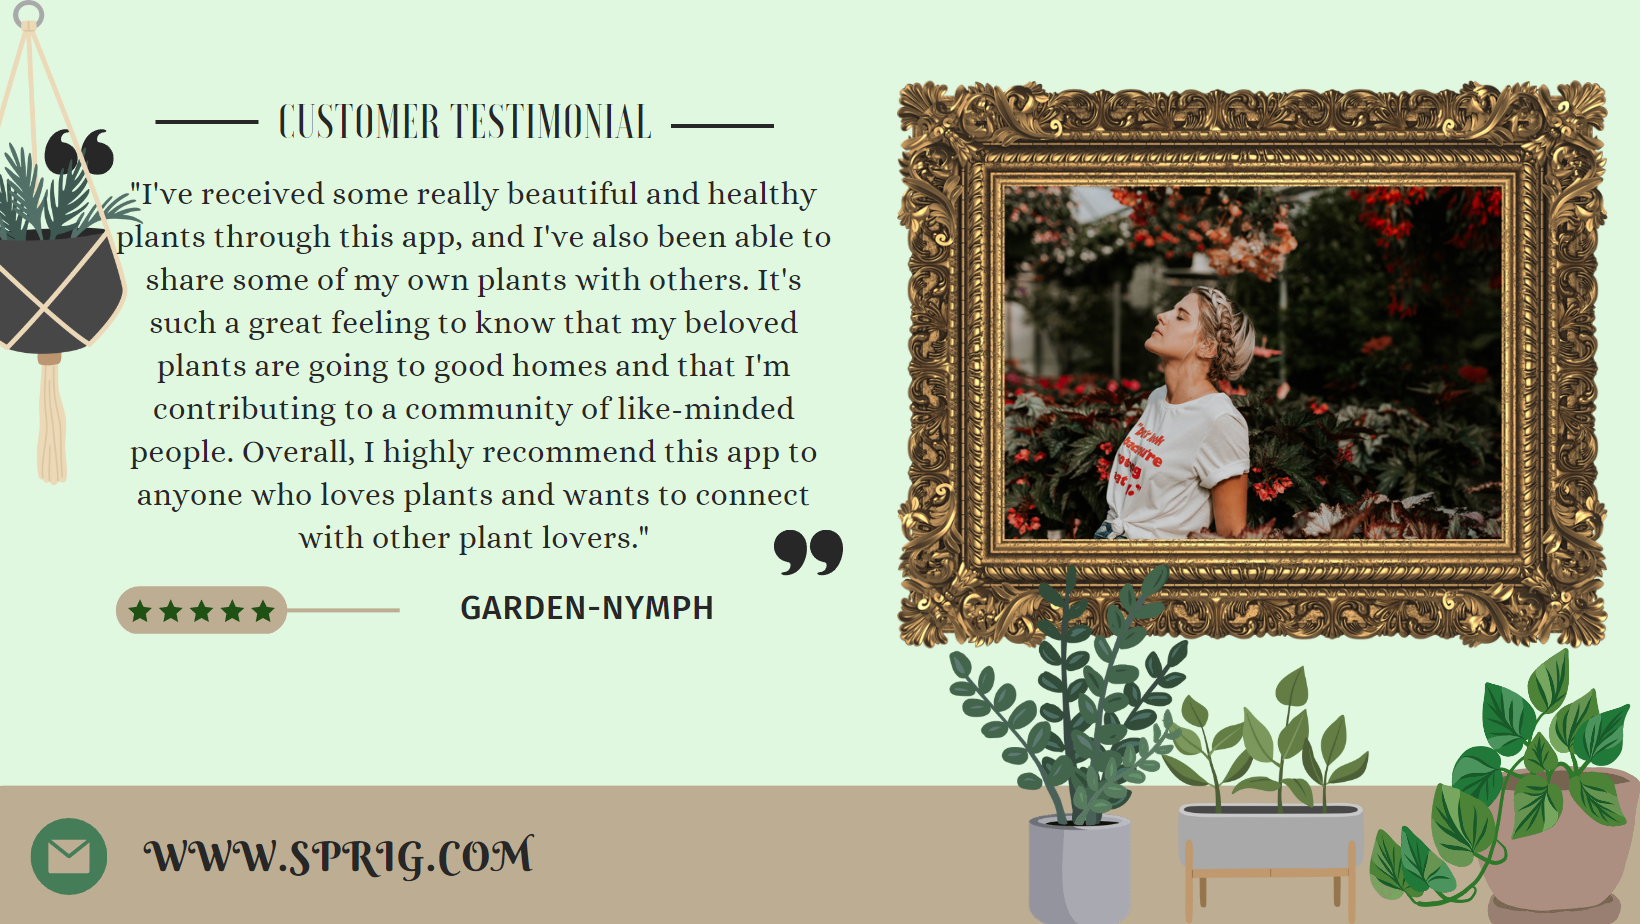 CUSTOMER TESTIMONIAL
"I've received some really beautiful and healthy
plants through this app, and I've also been able to
share some of my own plants with others. It's
such a great feeling to know that my beloved
plants are going to good homes and that I'm
contributing to a community of like-minded
people. Overall, I highly recommend this app to
anyone who loves plants and wants to connect
with other plant lovers."
GARDEN-NYMPH
WWW.SPRIG.COM